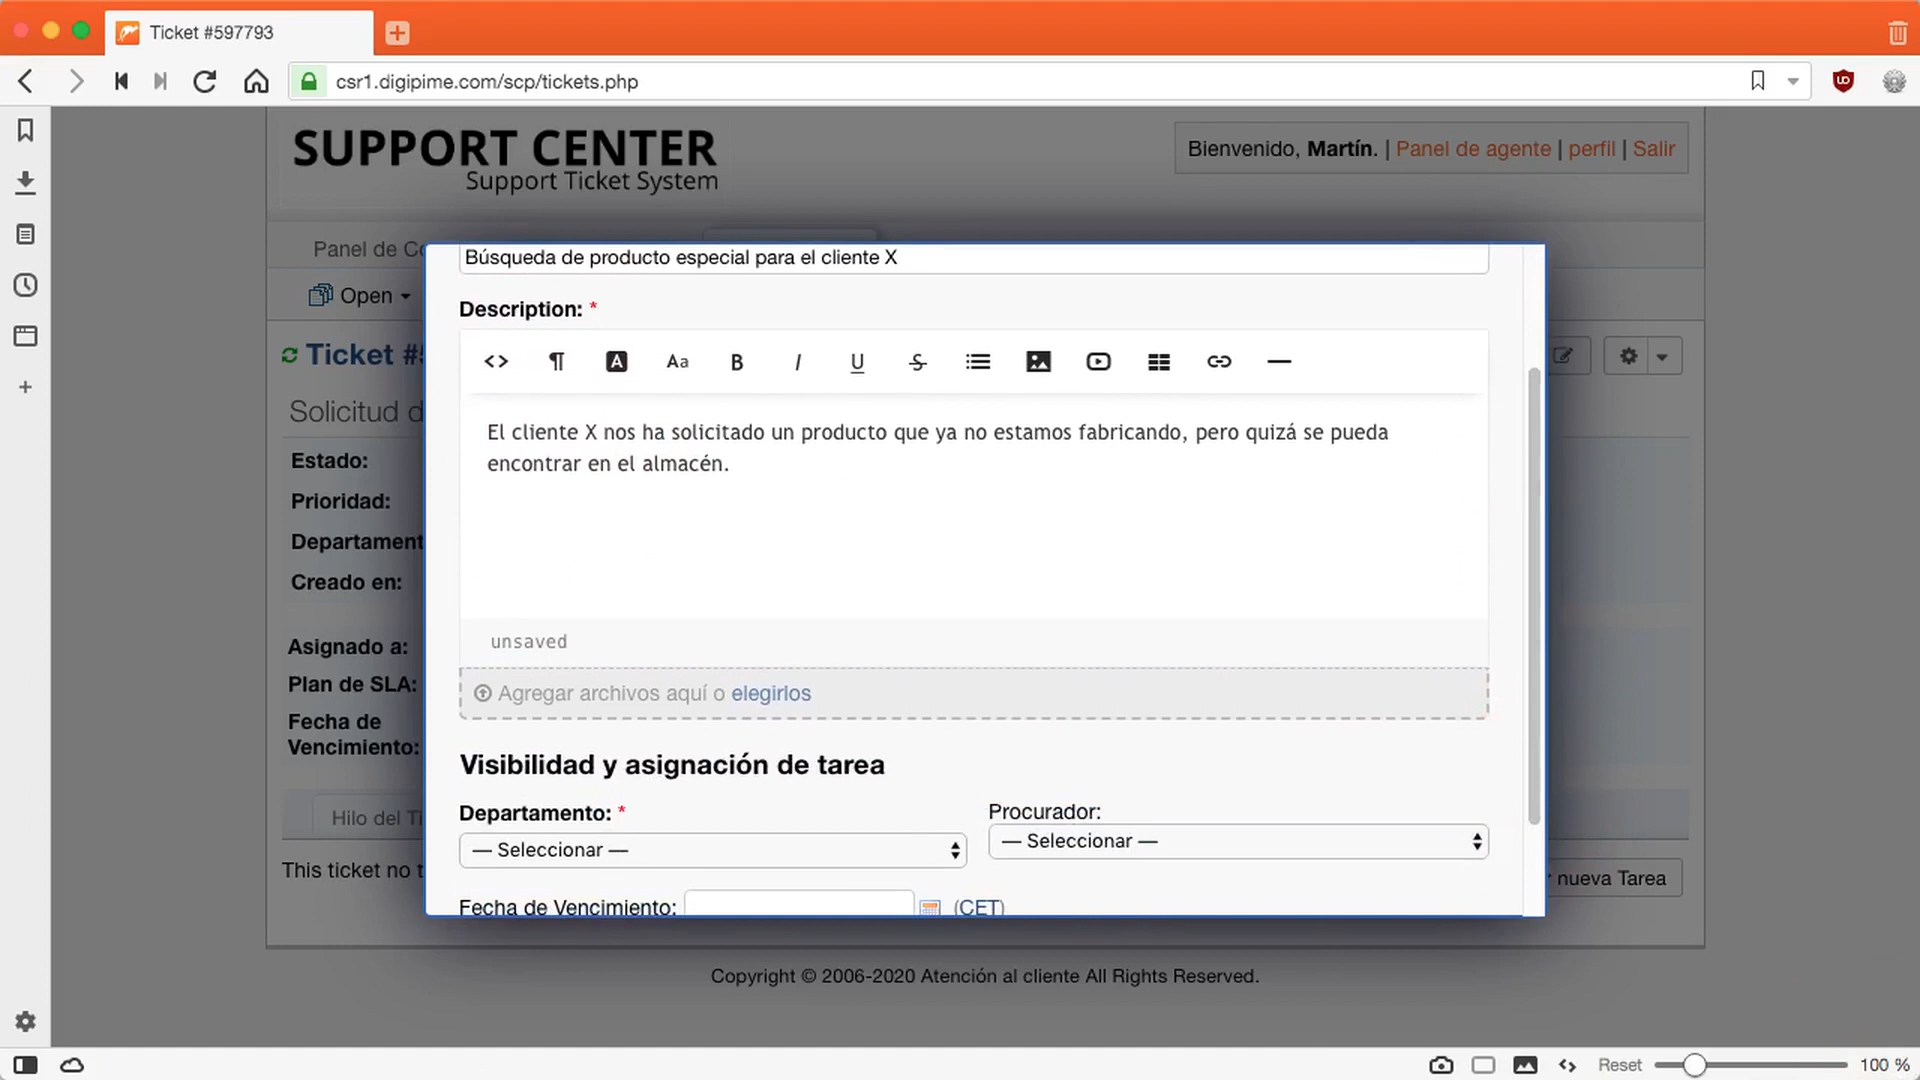 Ticket #597793
csr1.digipime.com/scp/tickets.php
SUPPORT CENTER
Support Ticket System
Bienvenido, Martín. | Panel de agente | perfil | Salir
Panel de Co
Open
Búsqueda de producto especial para el cliente X
Description: *
Ticket #5
Solicitud d
El cliente X nos ha solicitado un producto que ya no estamos fabricando, pero quizá se pueda
encontrar en el almacén.
Estado:
Prioridad:
Departament
Creado en:
Asignado a:
Plan de SLA:
Fecha de
Vencimiento:
unsaved
Agregar archivos aquí o elegirlos
Visibilidad y asignación de tarea
Departamento: *
Procurador:
— Seleccionar —
— Seleccionar —
Hilo del Ti
This ticket no t
nueva Tarea
Fecha de Vencimiento:
(CET)
Copyright © 2006-2020 Atención al cliente All Rights Reserved.
Reset
100 %